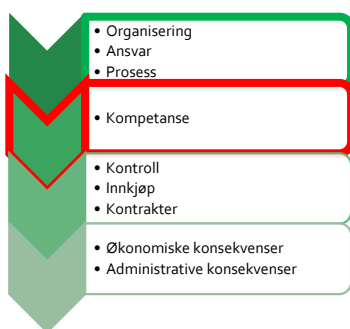 • Organisering
• Ansvar
• Prosess
• Kompetanse
• Kontroll
• Innkjøp
• Kontrakter
• Økonomiske konsekvenser
• Administrative konsekvenser